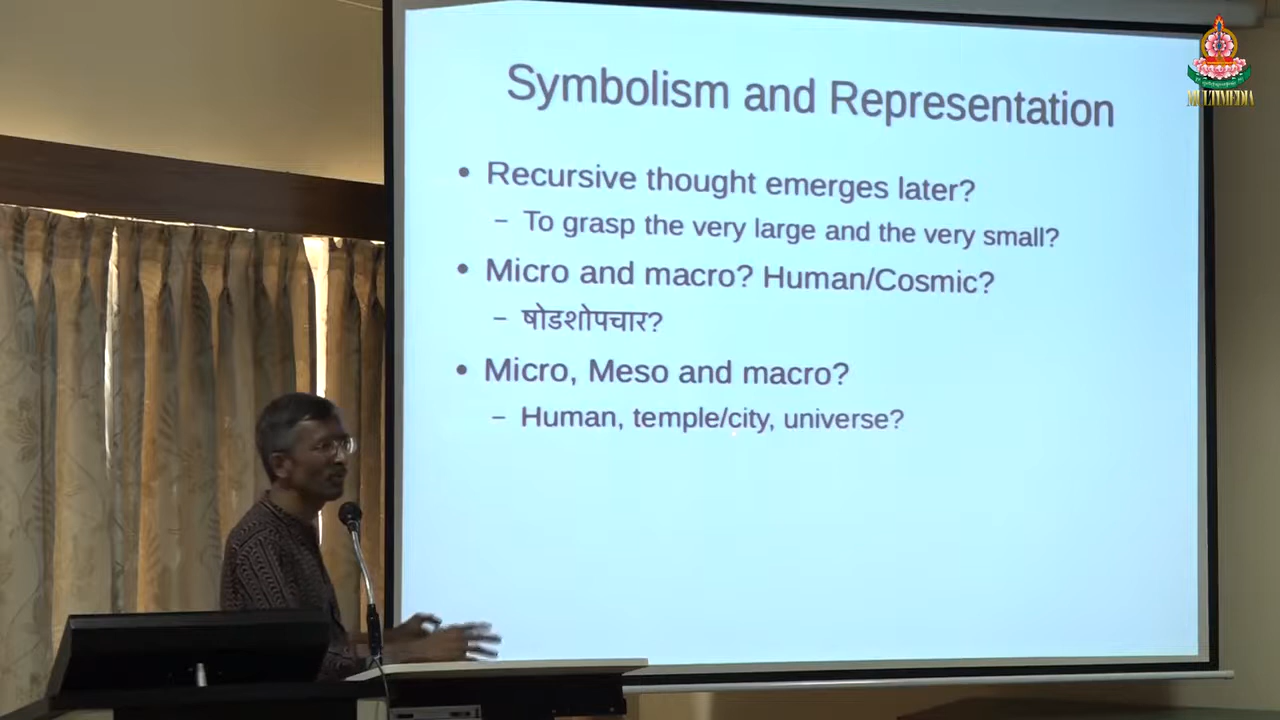 Symbolism and Representation
• Recursive thought emerges later?
– To grasp the very large and the very small?
• Micro and macro? Human/Cosmic?
– षोडशोपचार?
• Micro, Meso and macro?
– Human, temple/city, universe?
MULTIMEDIA